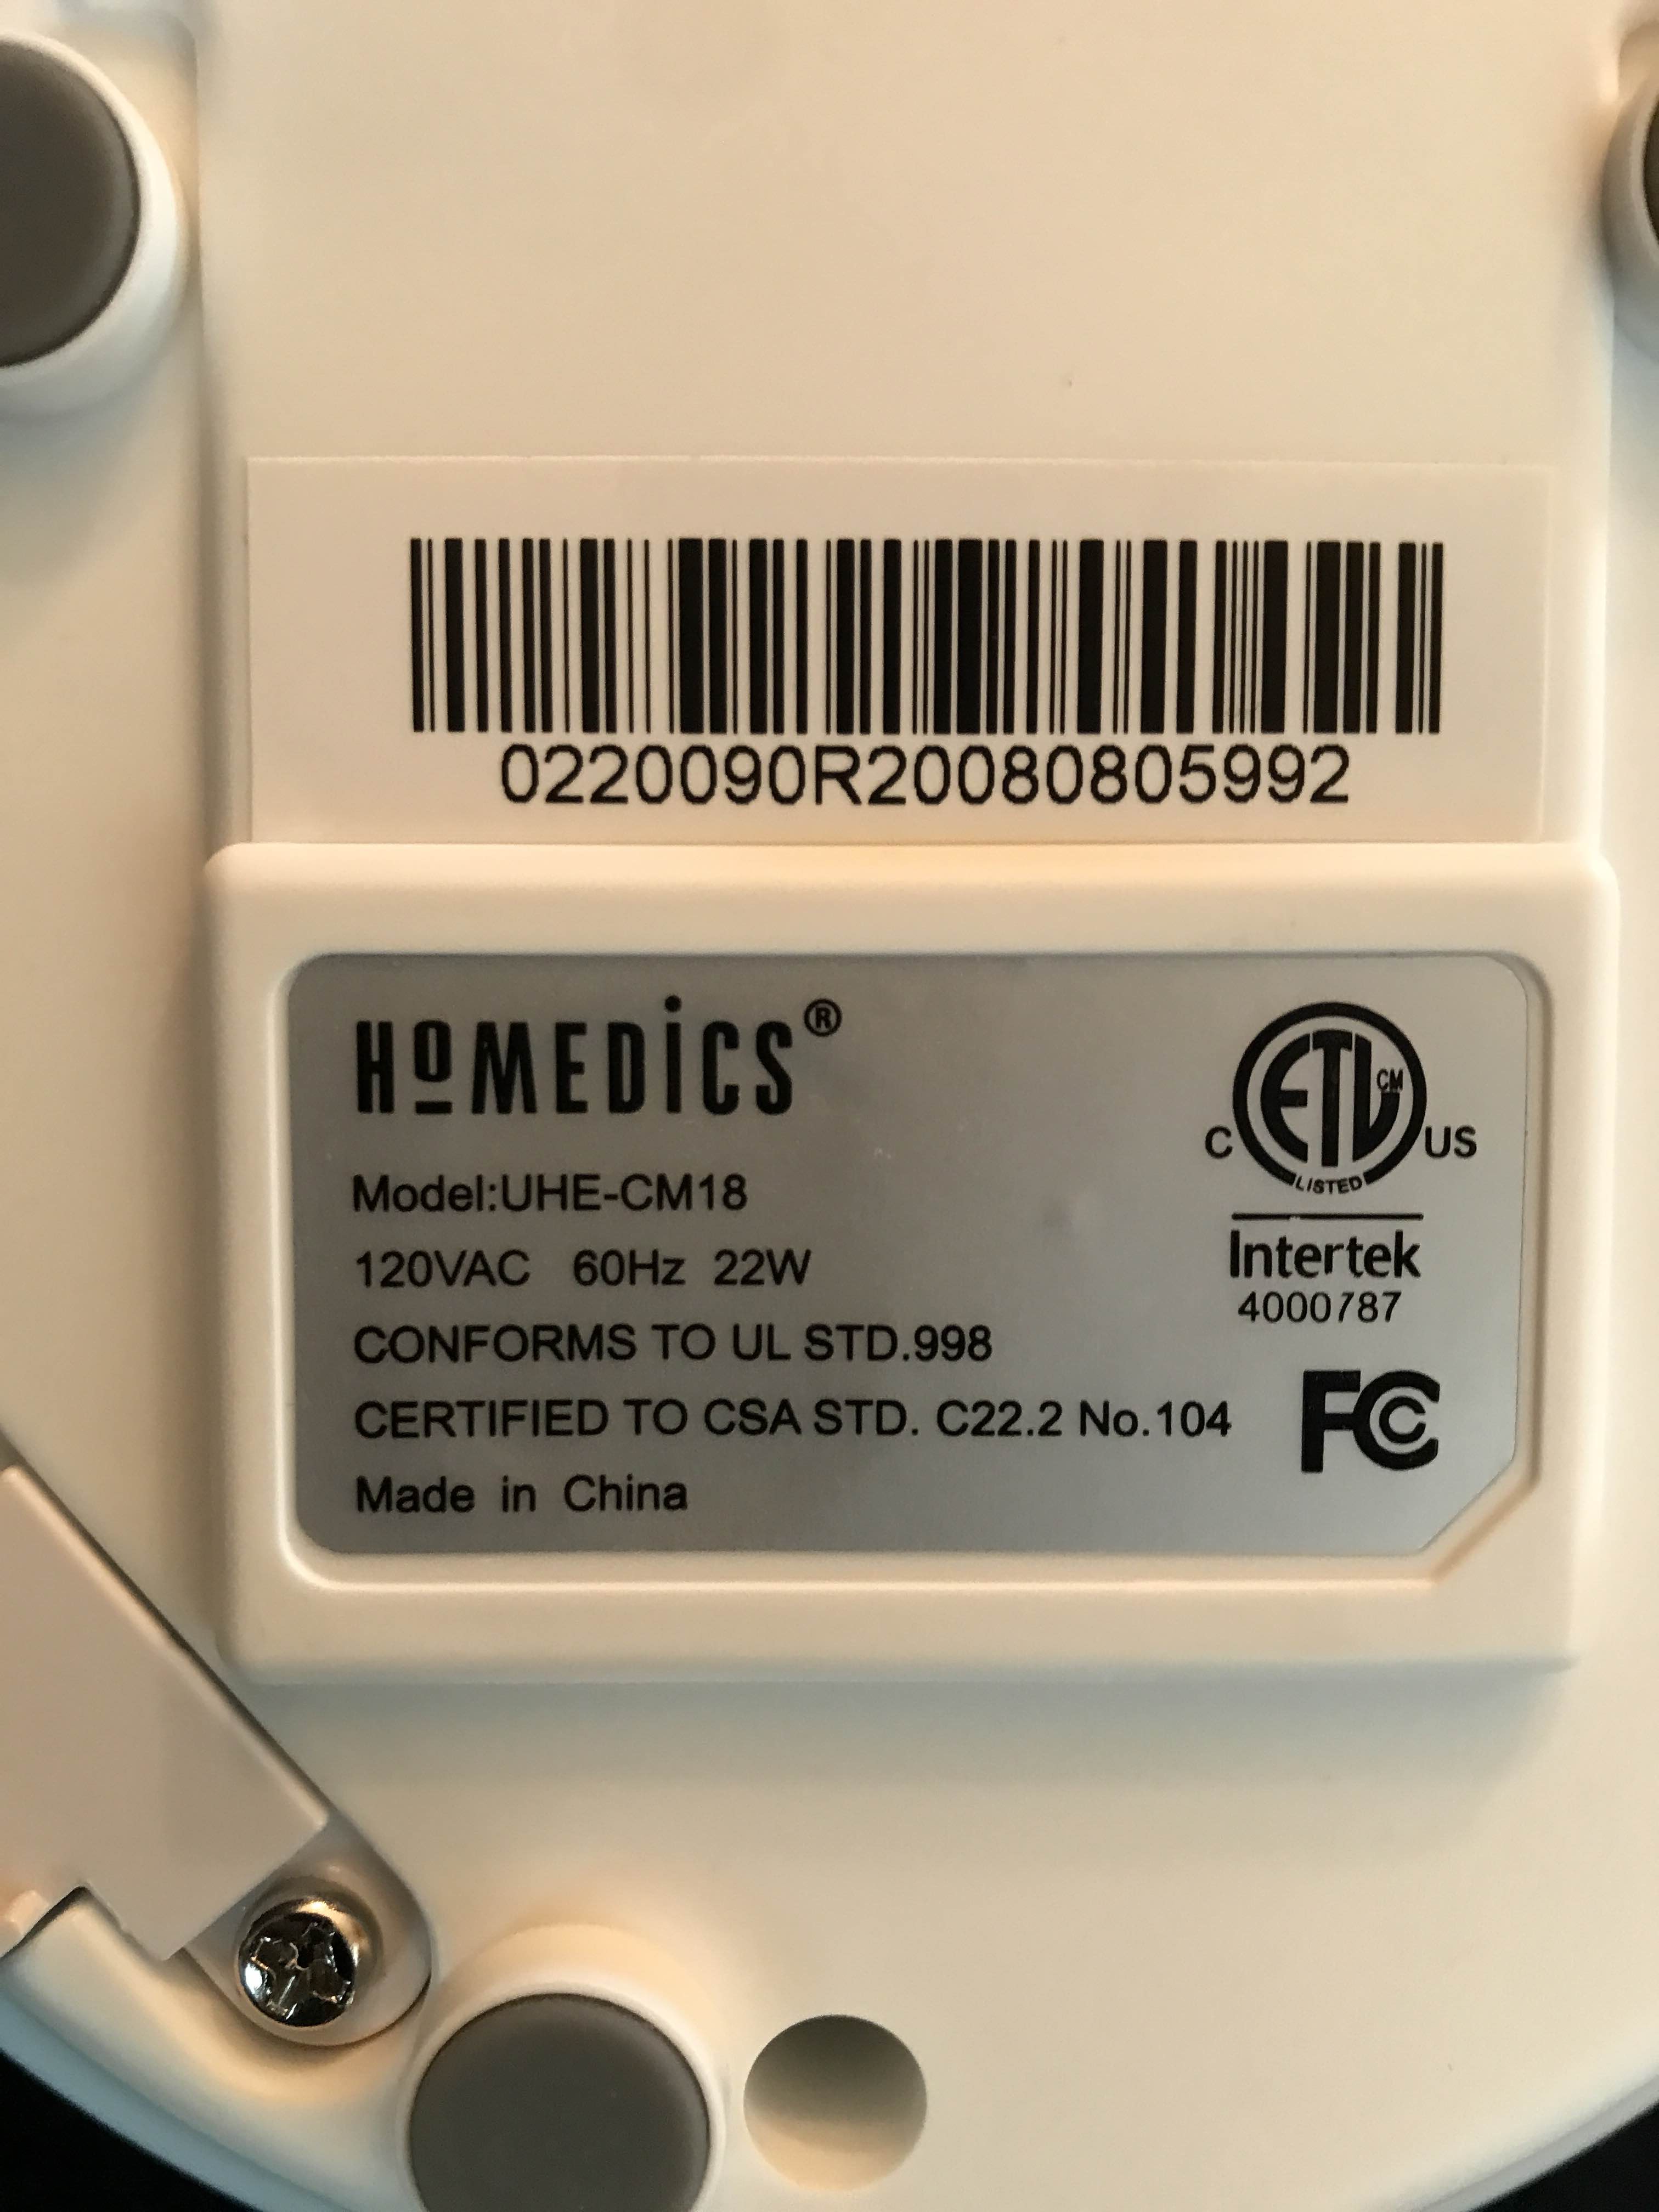 0220090R20080805992
HoMEDiCS®
Model:UHE-CM18
120VAC 60Hz 22W
CONFORMS TO UL STD.998
CERTIFIED TO CSA STD. C22.2 No.104
Made in China
ETL CM
C US
LISTED
Intertek
4000787
FC